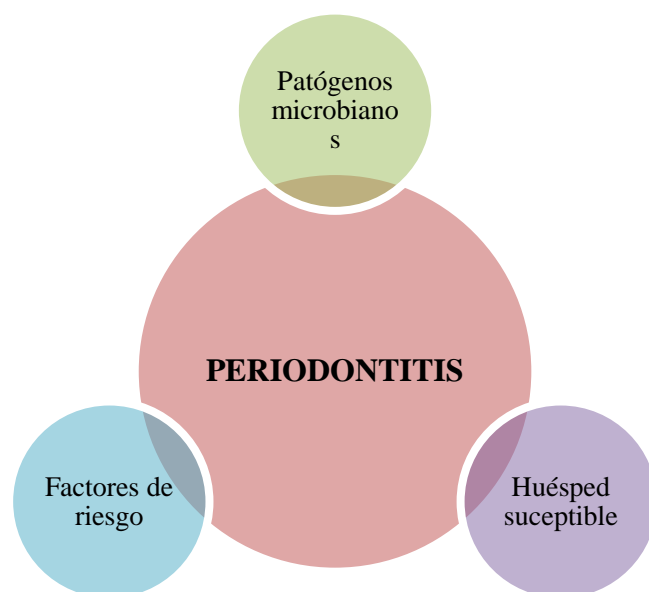 Patógenos
microbiano
s
PERIODONTITIS
Factores de
riesgo
Huésped
suceptible